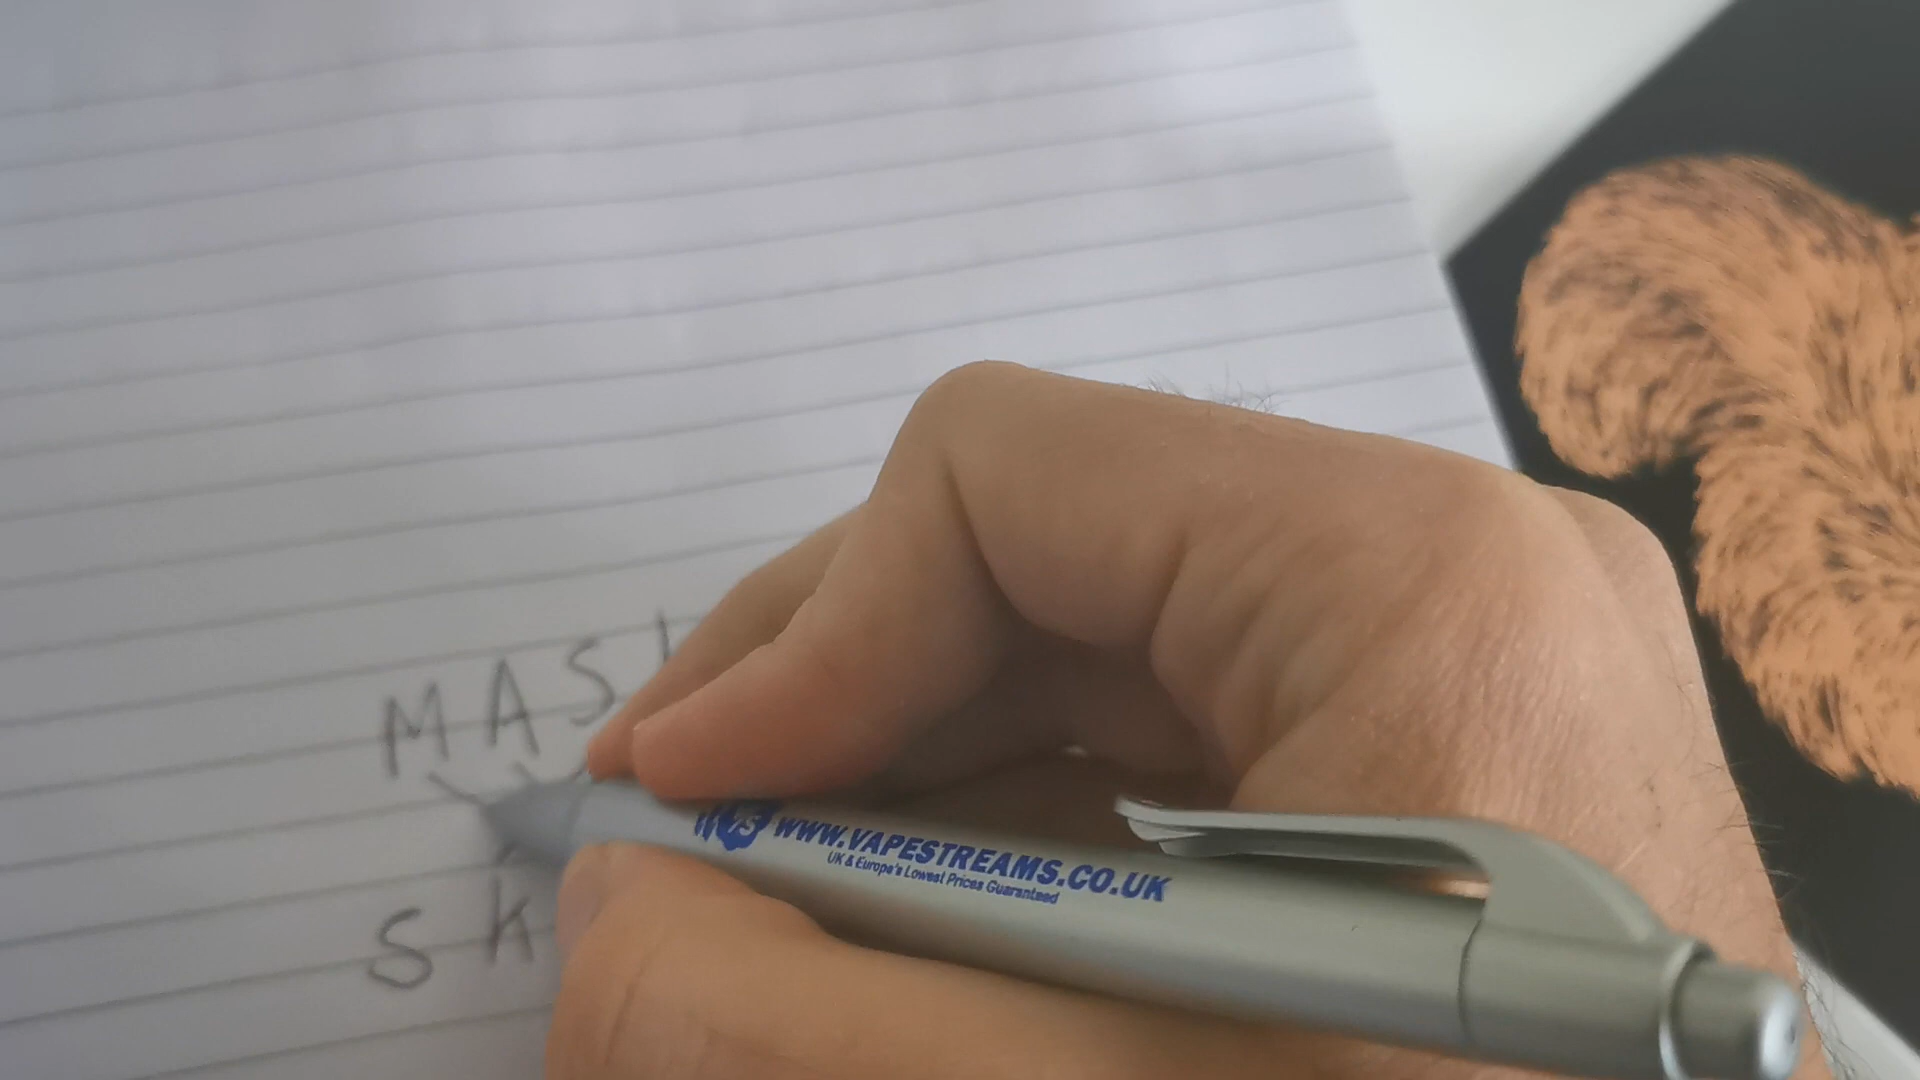 MAS
SK
WWW.VAPESTREAMS.CO.UK
UK & Europe's Lowest Prices Guaranteed